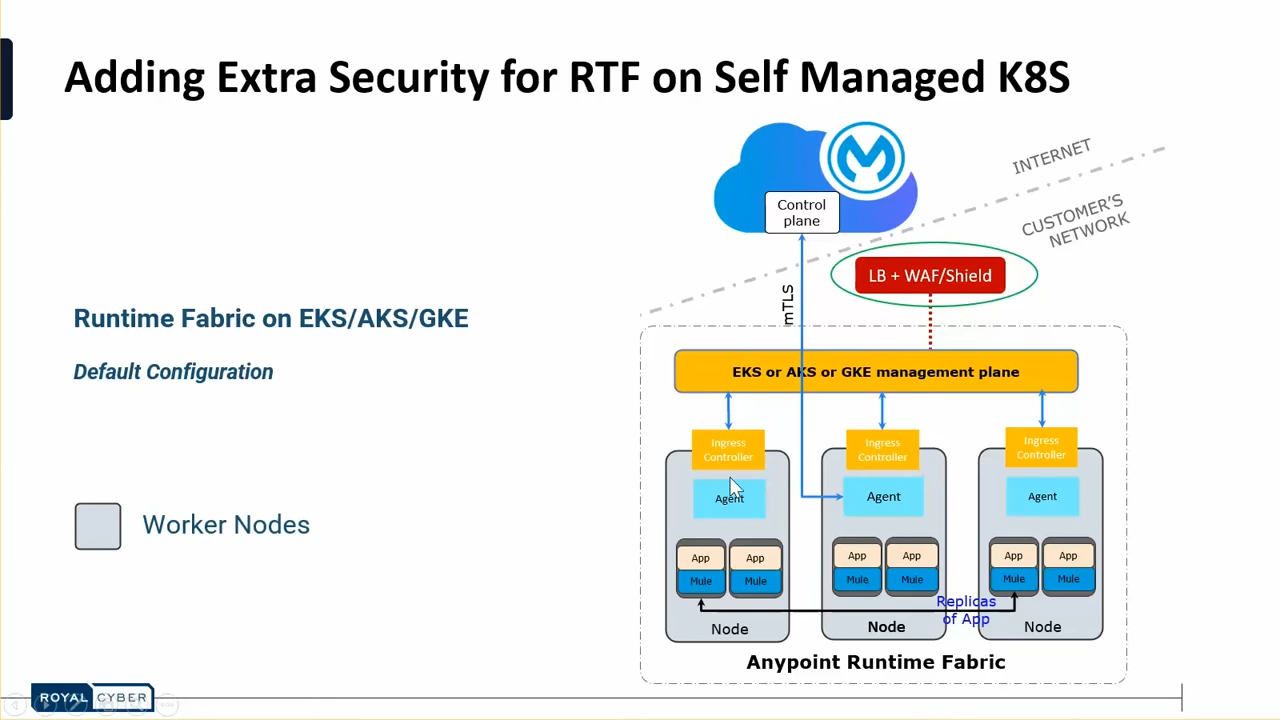 Adding Extra Security for RTF on Self Managed K8S
INTERNET
CUSTOMER'S
NETWORK
Control
plane
LB + WAF/Shield
mTLS
Runtime Fabric on EKS/AKS/GKE
Default Configuration
EKS or AKS or GKE management plane
Ingress
Controller
Ingress
Controller
Ingress
Controller
Agent
Agent
Agent
Worker Nodes
App
App
App
App
App
App
Mule
Mule
Mule
Mule
Mule
Mule
Replicas
of App
Node
Node
Node
Anypoint Runtime Fabric
ROYAL CYBER